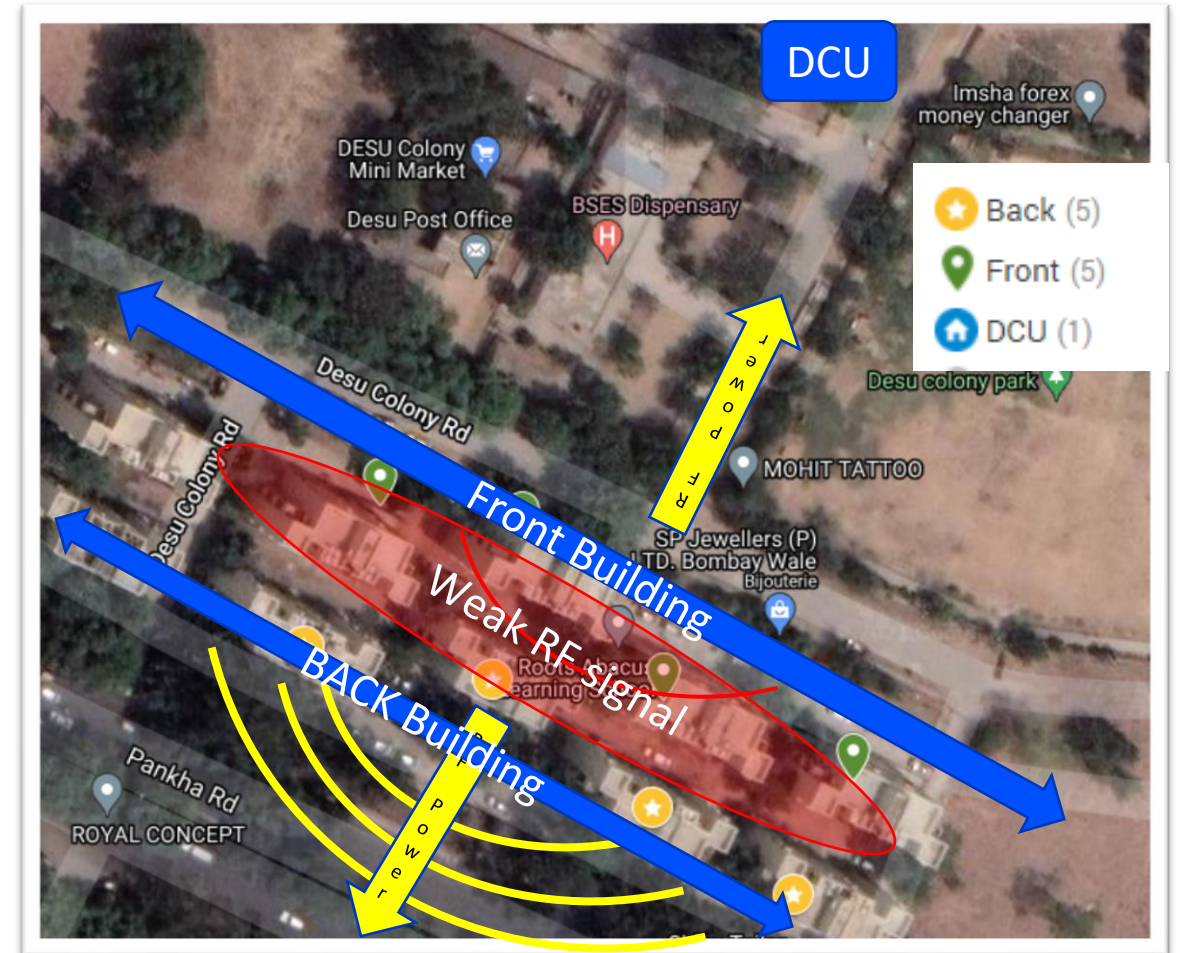 DCU
Imsha forex
money changer
DESU Colony
Mini Market
BSES Dispensary
Desu Post Office
Back (5)
Front (5)
DCU (1)
Desu colony park
RF Power
Desu Colony Rd
Desu Colony Rd
MOHIT TATTOO
SP Jewellers (P)
LTD. Bombay Wale
Bijouterie
Front Building
Weak RF signal
Roots Abacus
BACK Building
RF Power
Pankha Rd
ROYAL CONCEPT